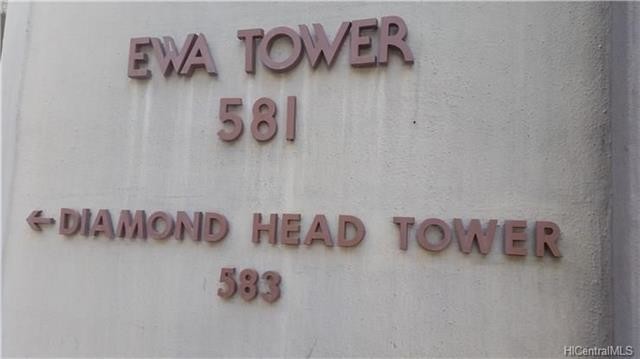 EWA TOWER
581
←DIAMOND HEAD TOWER
583
HICentralMLS